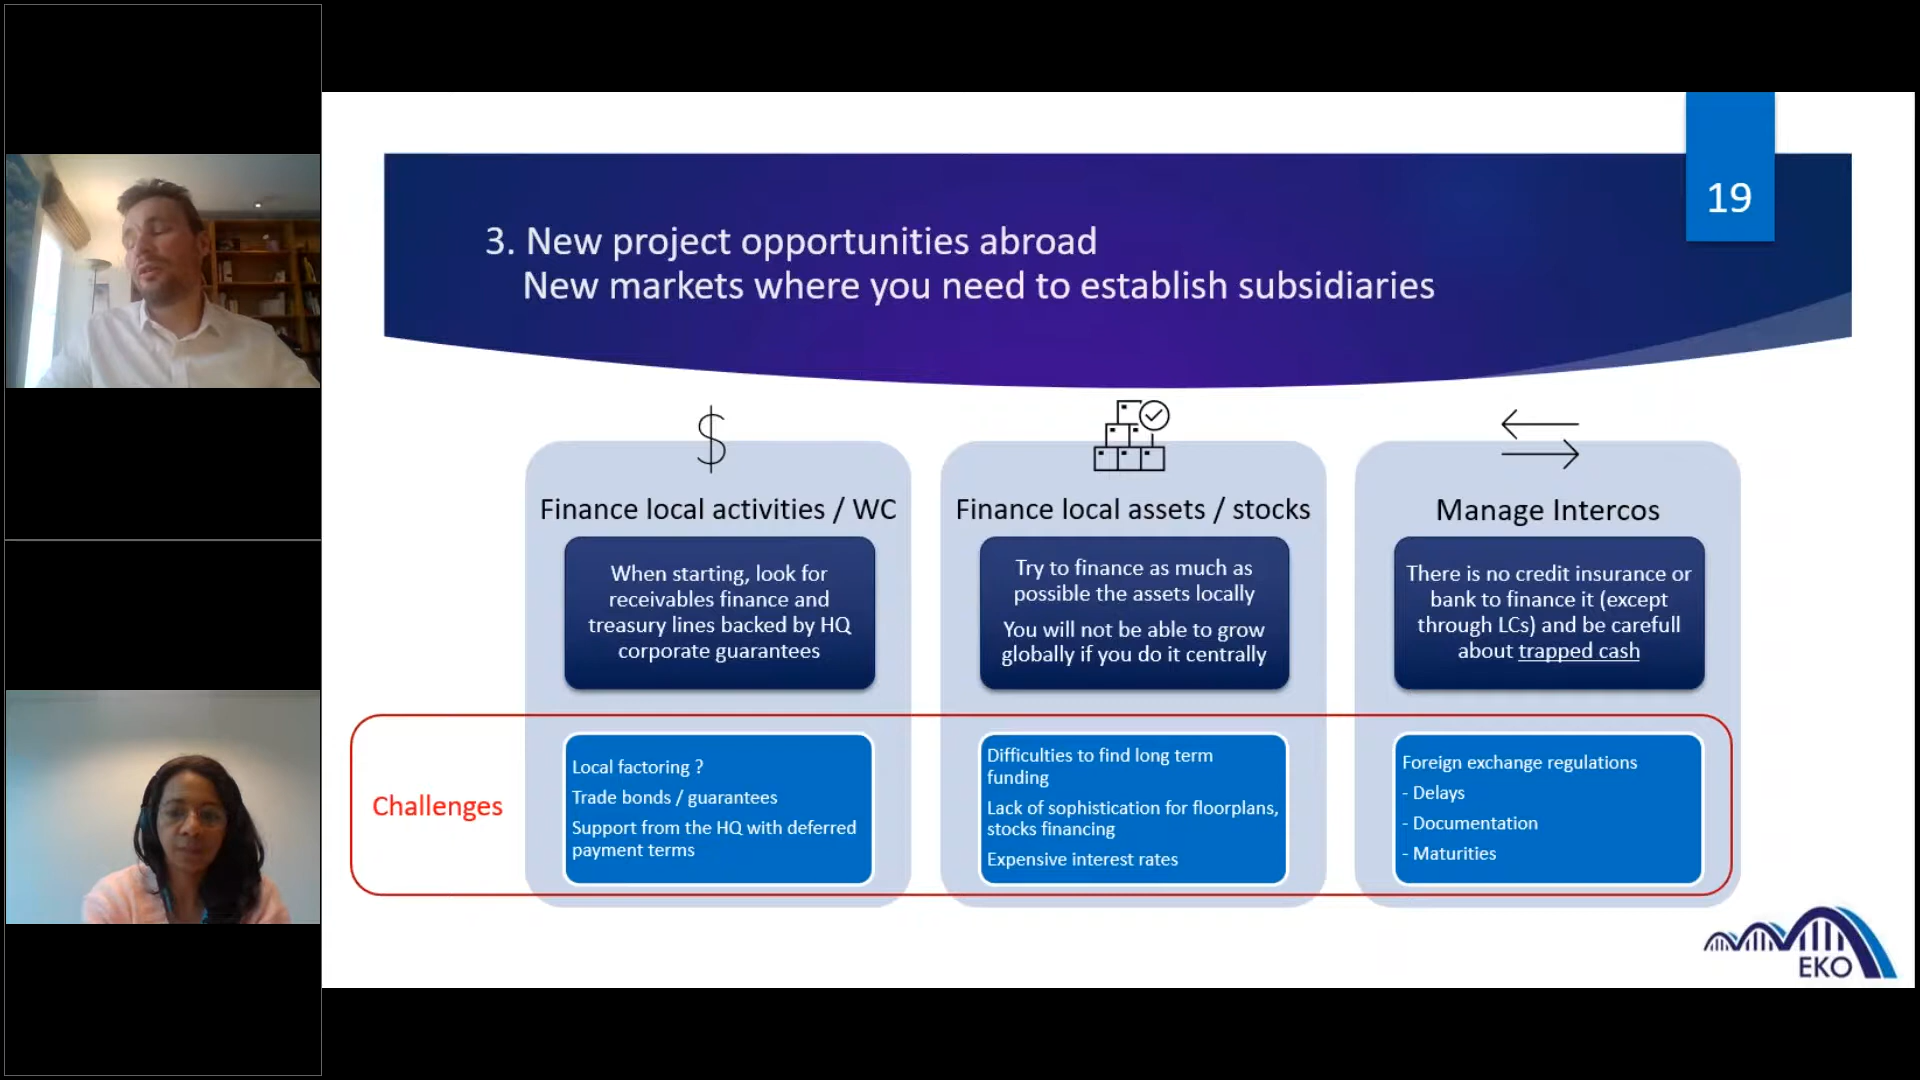 19
3. New project opportunities abroad
New markets where you need to establish subsidiaries
$
Finance local activities / WC
When starting, look for
receivables finance and
treasury lines backed by HQ
corporate guarantees
Finance local assets / stocks
Try to finance as much as
possible the assets locally
You will not be able to grow
globally if you do it centrally
Manage Intercos
There is no credit insurance or
bank to finance it (except
through LCs) and be carefull
about trapped cash
Challenges
Local factoring ?
Trade bonds / guarantees
Support from the HQ with deferred
payment terms
Difficulties to find long term
funding
Lack of sophistication for floorplans,
stocks financing
Expensive interest rates
Foreign exchange regulations
- Delays
- Documentation
- Maturities
EKO